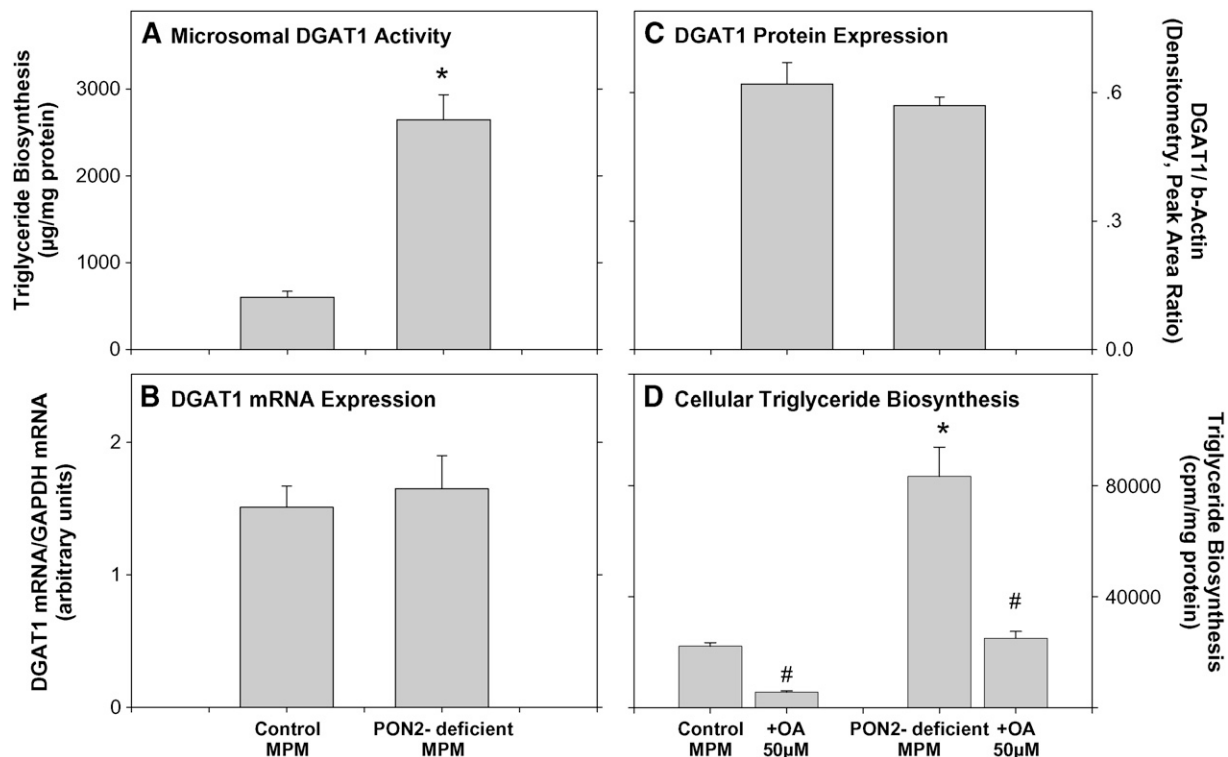 A Microsomal DGAT1 Activity
*
3000
2000
1000
0
Triglyceride Biosynthesis
(µg/mg protein)
C DGAT1 Protein Expression
.6
.3
0.0
DGAT1/ b-Actin
(Densitometry, Peak Area Ratio)
B DGAT1 mRNA Expression
2
1
0
DGAT1 mRNA/GAPDH mRNA
(arbitrary units)
Control
MPM
PON2- deficient
MPM
D Cellular Triglyceride Biosynthesis
*
#
#
80000
40000
Triglyceride Biosynthesis
(cpm/mg protein)
Control
MPM
+OA
50µM
PON2- deficient
MPM
+OA
50µM